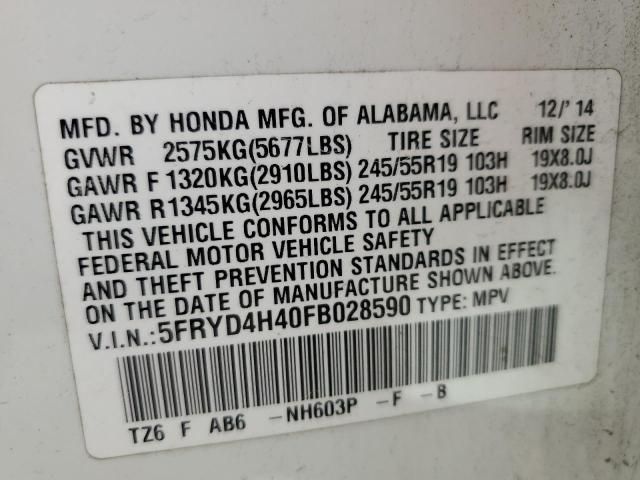 MFD. BY HONDA MFG. OF ALABAMA, LLC 12/'14
GVWR 2575KG(5677LBS) TIRE SIZE RIM SIZE
GAWR F 1320KG(2910LBS) 245/55R19 103H 19X8.0J
GAWR R1345KG(2965LBS) 245/55R19 103H 19X8.0J
THIS VEHICLE CONFORMS TO ALL APPLICABLE
FEDERAL MOTOR VEHICLE SAFETY
AND THEFT PREVENTION STANDARDS IN EFFECT
ON THE DATE OF MANUFACTURE SHOWN ABOVE.
V.I.N.:5FRYD4H40FB028590 TYPE: MPV
TZ6 F AB6 -NH603P -F -B